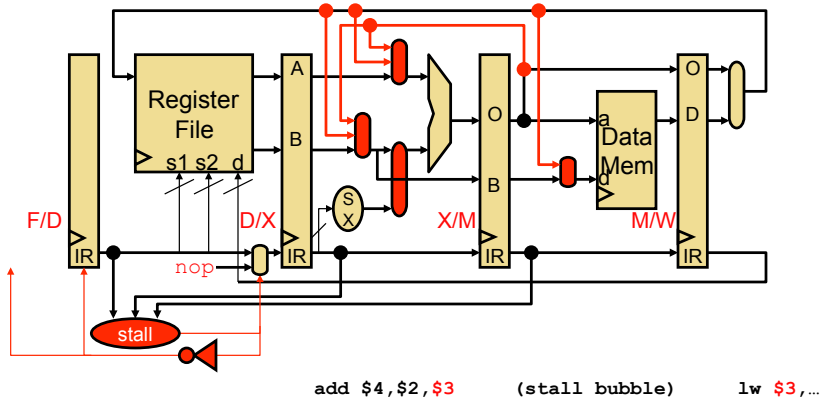 A
O
Register
File
O
a
D
B
Data
Mem
s1 s2 d
S
X
B
d
F/D
D/X
X/M
M/W
IR
IR
IR
IR
nop
stall
add $4,$2,$3 (stall bubble) lw $3,…